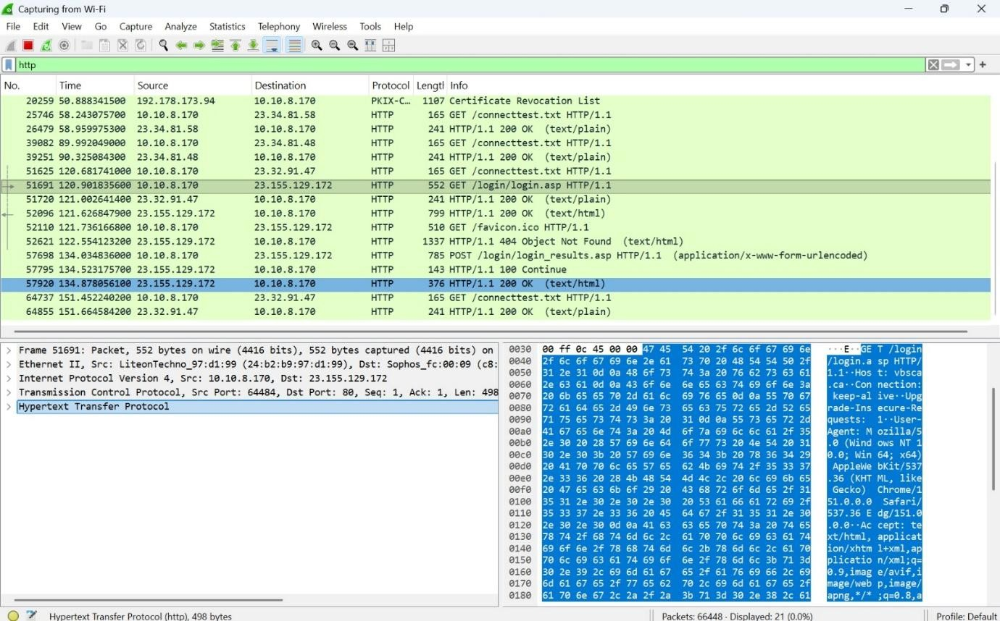 Capturing from Wi-Fi
File Edit View Go Capture Analyze Statistics Telephony Wireless Tools Help
http
No. Time Source Destination Protocol Lengtl Info
20259 50.888341500 192.178.173.94 10.10.8.170 PKIX-C… 1107 Certificate Revocation List
25746 58.243075700 10.10.8.170 23.34.81.58 HTTP 165 GET /connecttest.txt HTTP/1.1
26479 58.959975300 23.34.81.58 10.10.8.170 HTTP 241 HTTP/1.1 200 OK (text/plain)
39082 89.992049000 10.10.8.170 23.34.81.48 HTTP 165 GET /connecttest.txt HTTP/1.1
39251 90.325084300 23.34.81.48 10.10.8.170 HTTP 241 HTTP/1.1 200 OK (text/plain)
51625 120.681741000 10.10.8.170 23.32.91.47 HTTP 165 GET /connecttest.txt HTTP/1.1
51691 120.901835600 10.10.8.170 23.155.129.172 HTTP 552 GET /login/login.asp HTTP/1.1
51720 121.002641400 23.32.91.47 10.10.8.170 HTTP 241 HTTP/1.1 200 OK (text/plain)
52096 121.626847900 23.155.129.172 10.10.8.170 HTTP 799 HTTP/1.1 200 OK (text/html)
52110 121.736166800 10.10.8.170 23.155.129.172 HTTP 510 GET /favicon.ico HTTP/1.1
52621 122.554123200 23.155.129.172 10.10.8.170 HTTP 1337 HTTP/1.1 404 Object Not Found (text/html)
57698 134.034836000 10.10.8.170 23.155.129.172 HTTP 785 POST /login/login_results.asp HTTP/1.1 (application/x-www-form-urlencoded)
57795 134.523175700 23.155.129.172 10.10.8.170 HTTP 143 HTTP/1.1 100 Continue
57920 134.878056100 23.155.129.172 10.10.8.170 HTTP 376 HTTP/1.1 200 OK (text/html)
64737 151.452240200 10.10.8.170 23.32.91.47 HTTP 165 GET /connecttest.txt HTTP/1.1
64855 151.664584200 23.32.91.47 10.10.8.170 HTTP 241 HTTP/1.1 200 OK (text/plain)
Frame 51691: Packet, 552 bytes on wire (4416 bits), 552 bytes captured (4416 bits) on
Ethernet II, Src: LiteonTechno_97:d1:99 (24:b2:b9:97:d1:99), Dst: Sophos_fc:00:09 (c8:
Internet Protocol Version 4, Src: 10.10.8.170, Dst: 23.155.129.172
Transmission Control Protocol, Src Port: 64484, Dst Port: 80, Seq: 1, Ack: 1, Len: 498
Hypertext Transfer Protocol
0030 00 ff 0c 45 00 00 47 45 54 20 2f 6c 6f 67 69 6e ···E··GE T /login
0040 2f 6c 6f 67 69 6e 2e 61 73 70 20 48 54 54 50 2f /login.a sp HTTP/
0050 31 2e 31 0d 0a 48 6f 73 74 3a 20 76 62 73 63 61 1.1··Hos t: vbsca
0060 2e 63 61 0d 0a 43 6f 6e 6e 65 63 74 69 6f 6e 3a .ca··Con nection:
0070 20 6b 65 65 70 2d 61 6c 69 76 65 0d 0a 55 70 67 keep-al ive··Upg
0080 72 61 64 65 2d 49 6e 73 65 63 75 72 65 2d 52 65 rade-Ins ecure-Re
0090 71 75 65 73 74 73 3a 20 31 0d 0a 55 73 65 72 2d quests: 1··User-
00a0 41 67 65 6e 74 3a 20 4d 6f 7a 69 6c 6c 61 2f 35 Agent: M ozilla/5
00b0 2e 30 20 28 57 69 6e 64 6f 77 73 20 4e 54 20 31 .0 (Wind ows NT 1
00c0 30 2e 30 3b 20 57 69 6e 36 34 3b 20 78 36 34 29 0.0; Win 64; x64)
00d0 20 41 70 70 6c 65 57 65 62 4b 69 74 2f 35 33 37 AppleWe bKit/537
00e0 2e 33 36 20 28 4b 48 54 4d 4c 2c 20 6c 69 6b 65 .36 (KHT ML, like
00f0 20 47 65 63 6b 6f 29 20 43 68 72 6f 6d 65 2f 31 Gecko) Chrome/1
0100 35 31 2e 30 2e 30 2e 30 20 53 61 66 61 72 69 2f 51.0.0.0 Safari/
0110 35 33 37 2e 33 36 20 45 64 67 2f 31 35 31 2e 30 537.36 E dg/151.0
0120 2e 30 2e 30 0d 0a 41 63 63 65 70 74 3a 20 74 65 .0.0··Ac cept: te
0130 78 74 2f 68 74 6d 6c 2c 61 70 70 6c 69 63 61 74 xt/html, applicat
0140 69 6f 6e 2f 78 68 74 6d 6c 2b 78 6d 6c 2c 61 70 ion/xhtm l+xml,ap
0150 70 6c 69 63 61 74 69 6f 6e 2f 78 6d 6c 3b 71 3d plicatio n/xml;q=
0160 30 2e 39 2c 69 6d 61 67 65 2f 61 76 69 66 2c 69 0.9,imag e/avif,i
0170 6d 61 67 65 2f 77 65 62 70 2c 69 6d 61 67 65 2f mage/web p,image/
0180 61 70 6e 67 2c 2a 2f 2a 3b 71 3d 30 2e 38 2c 61 apng,*/* ;q=0.8,a
Hypertext Transfer Protocol (http), 498 bytes Packets: 66448 · Displayed: 21 (0.0%) Profile: Default